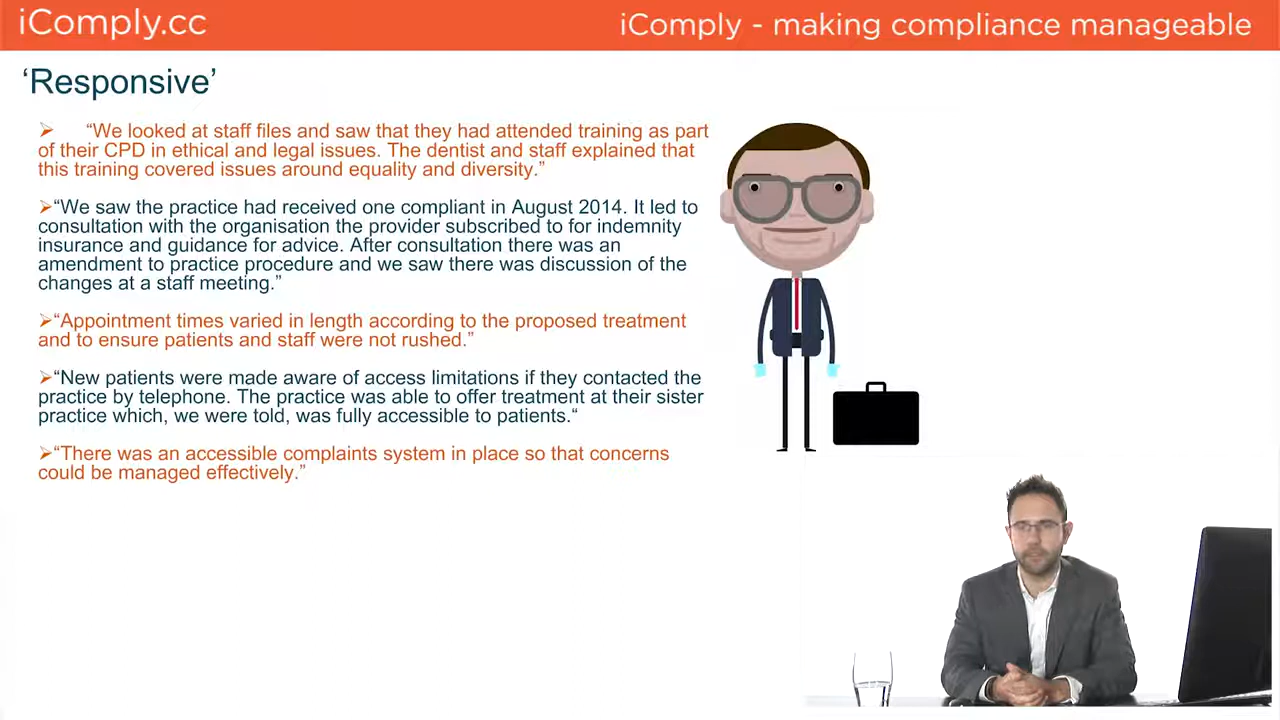 iComply.cc
iComply - making compliance manageable
‘Responsive’
“We looked at staff files and saw that they had attended training as part
of their CPD in ethical and legal issues. The dentist and staff explained that
this training covered issues around equality and diversity.”
“We saw the practice had received one compliant in August 2014. It led to
consultation with the organisation the provider subscribed to for indemnity
insurance and guidance for advice. After consultation there was an
amendment to practice procedure and we saw there was discussion of the
changes at a staff meeting.”
“Appointment times varied in length according to the proposed treatment
and to ensure patients and staff were not rushed.”
“New patients were made aware of access limitations if they contacted the
practice by telephone. The practice was able to offer treatment at their sister
practice which, we were told, was fully accessible to patients.“
“There was an accessible complaints system in place so that concerns
could be managed effectively.”